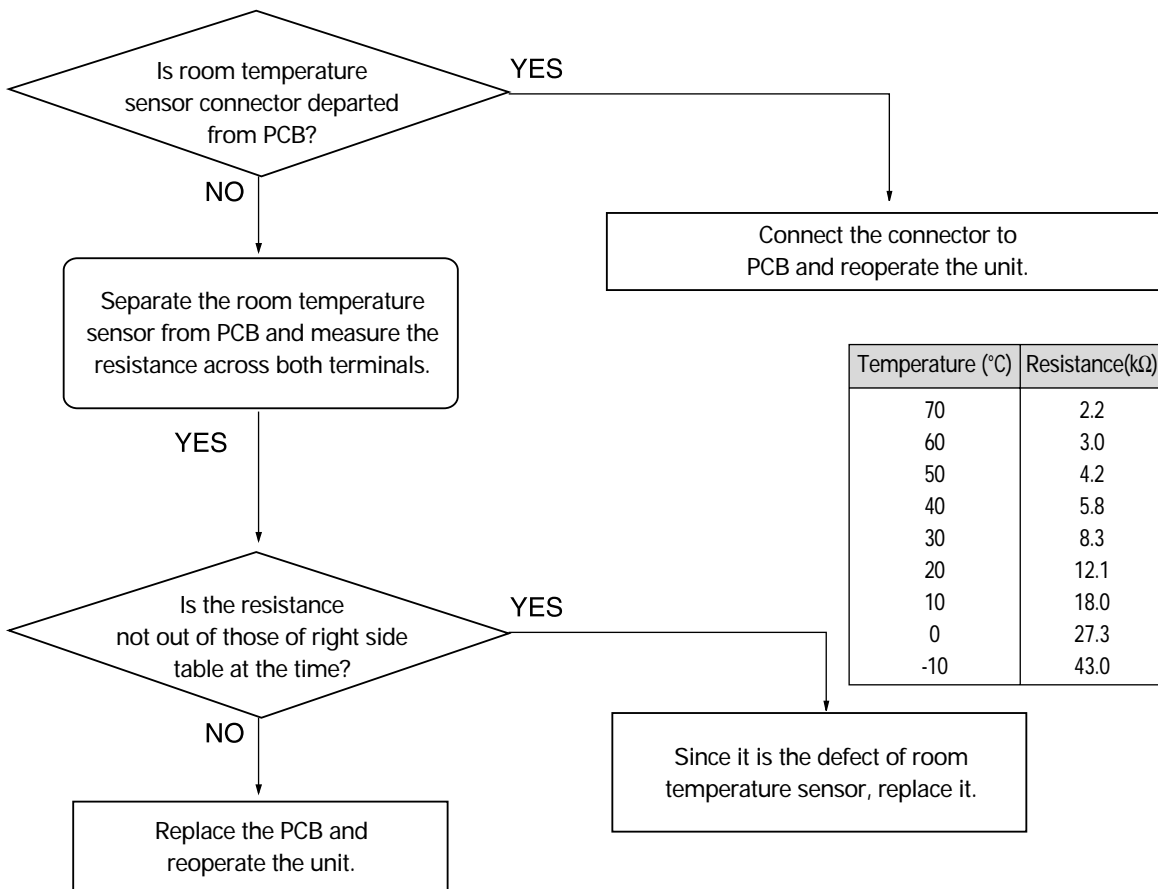 Is room temperature
sensor connector departed
from PCB?
YES
NO
Connect the connector to
PCB and reoperate the unit.
Separate the room temperature
sensor from PCB and measure the
resistance across both terminals.
YES
Temperature (°C) Resistance(kΩ)
70 2.2
60 3.0
50 4.2
40 5.8
30 8.3
20 12.1
10 18.0
0 27.3
-10 43.0
Is the resistance
not out of those of right side
table at the time?
YES
NO
Since it is the defect of room
temperature sensor, replace it.
Replace the PCB and
reoperate the unit.